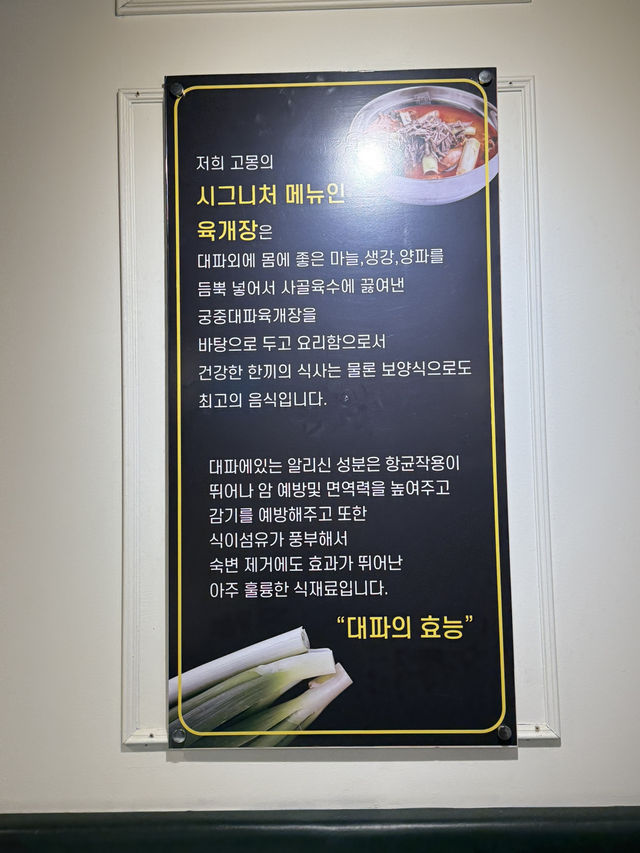 저희 고몽의
시그니처 메뉴인
육개장은
대파외에 몸에 좋은 마늘,생강,양파를
듬뿍 넣어서 사골육수에 끓여낸
궁중대파육개장을
바탕으로 두고 요리함으로서
건강한 한끼의 식사는 물론 보양식으로도
최고의 음식입니다.
대파에있는 알리신 성분은 항균작용이
뛰어나 암 예방및 면역력을 높여주고
감기를 예방해주고 또한
식이섬유가 풍부해서
숙변 제거에도 효과가 뛰어난
아주 훌륭한 식재료입니다.
“대파의 효능”